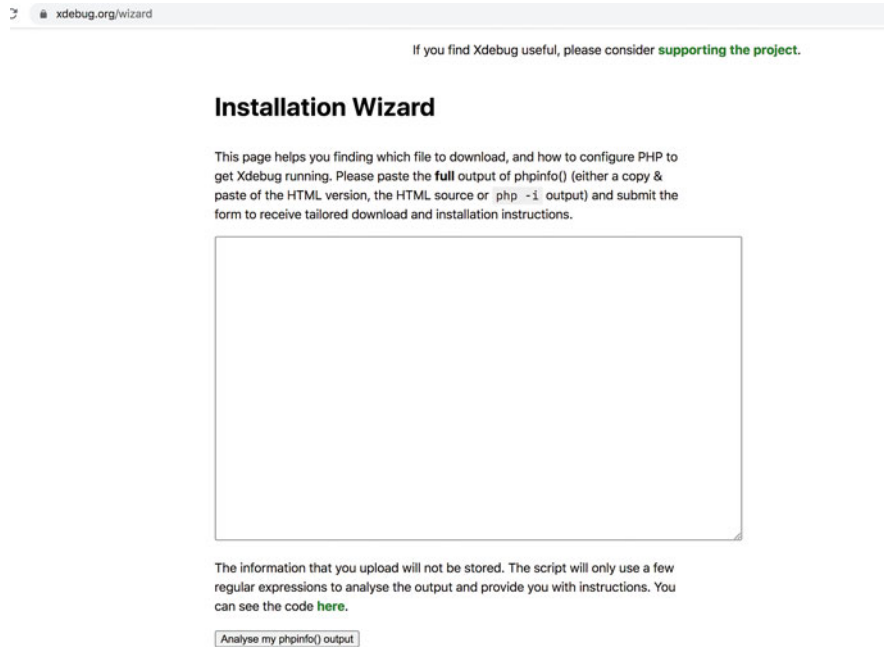 xdebug.org/wizard
If you find Xdebug useful, please consider supporting the project.
Installation Wizard
This page helps you finding which file to download, and how to configure PHP to
get Xdebug running. Please paste the full output of phpinfo() (either a copy &
paste of the HTML version, the HTML source or php -i output) and submit the
form to receive tailored download and installation instructions.
The information that you upload will not be stored. The script will only use a few
regular expressions to analyse the output and provide you with instructions. You
can see the code here.
Analyse my phpinfo() output